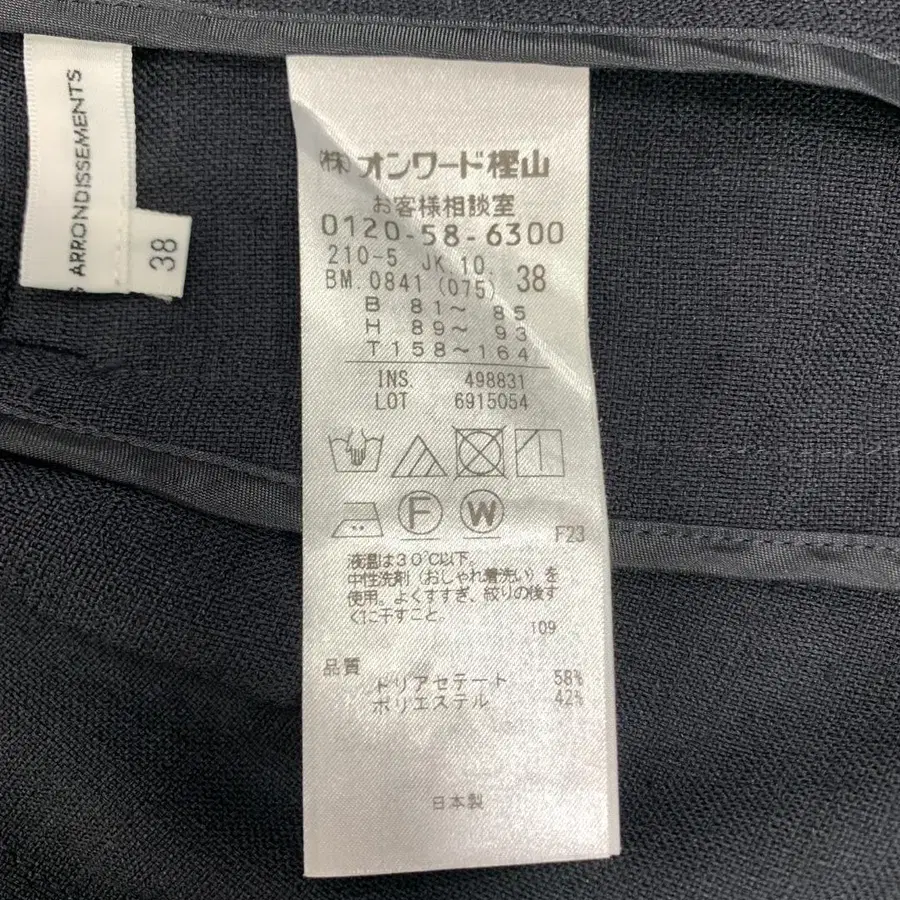 ARRONDISSEMENTS
38
(株)オンワード樫山
お客様相談室
0120-58-6300
210-5 JK.10.
BM.0841 (075) 38
B 81～ 85
H 89～ 93
T158～164
INS. 498831
LOT 6915054
F
W
F23
液温は30℃以下。
中性洗剤(おしゃれ着洗い)を
使用。よくすすぎ、絞りの後す
ぐに干すこと。
109
品質
トリアセテート 58%
ポリエステル 42%
日本製